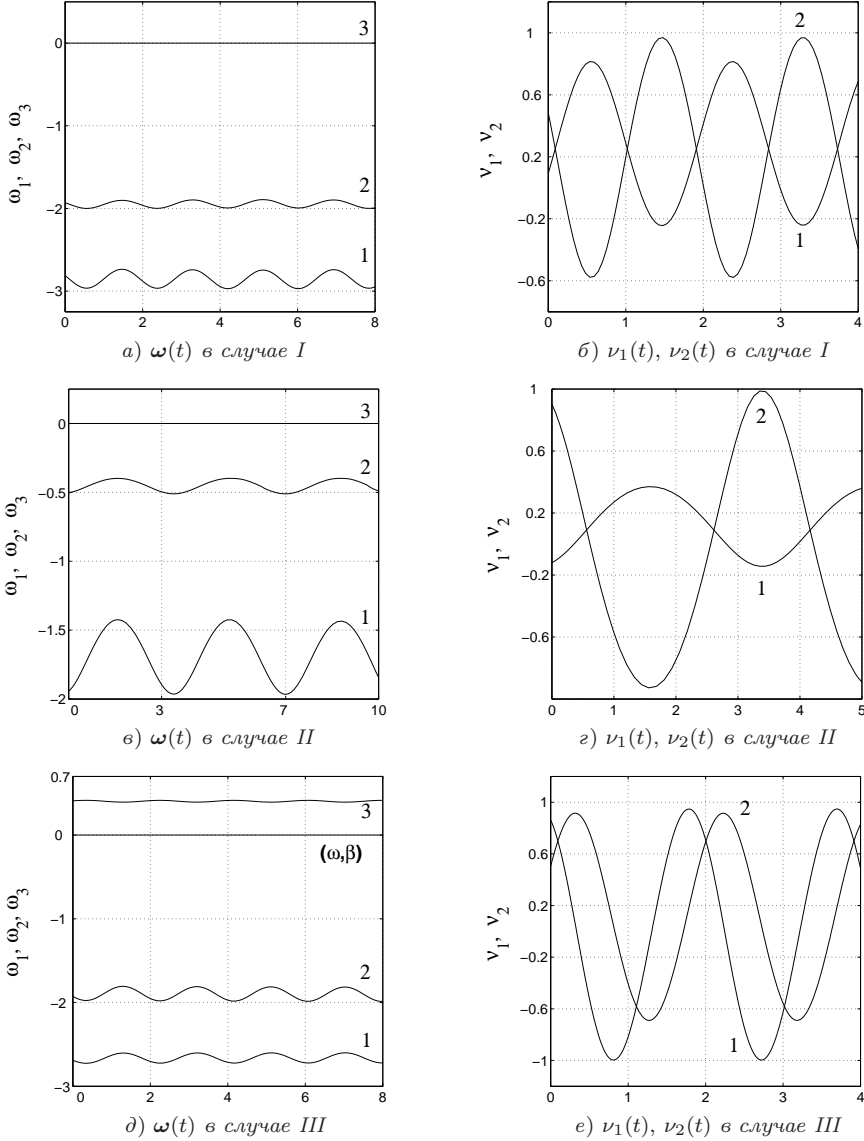 3
0
−1
ω1, ω2, ω3
2
−2
1
−3
0 2 4 6 8
а) ω(t) в случае I
2
1
0.6
ν1, ν2
0.2
−0.2
1
−0.6
0 1 2 3 4
б) ν1(t), ν2(t) в случае I
3
0
2
−0.5
ω1, ω2, ω3
−1
1
−1.5
−2
0 3 7 10
в) ω(t) в случае II
1
2
0.6
ν1, ν2
0.2
−0.2
1
−0.6
0 1 2 3 4 5
г) ν1(t), ν2(t) в случае II
0.7
3
0
(ω,β)
ω1, ω2, ω3
−1
2
−2
1
−3
0 2 4 6 8
д) ω(t) в случае III
1
2
0.6
ν1, ν2
0.2
−0.2
−0.6
1
−1
0 1 2 3 4
е) ν1(t), ν2(t) в случае III